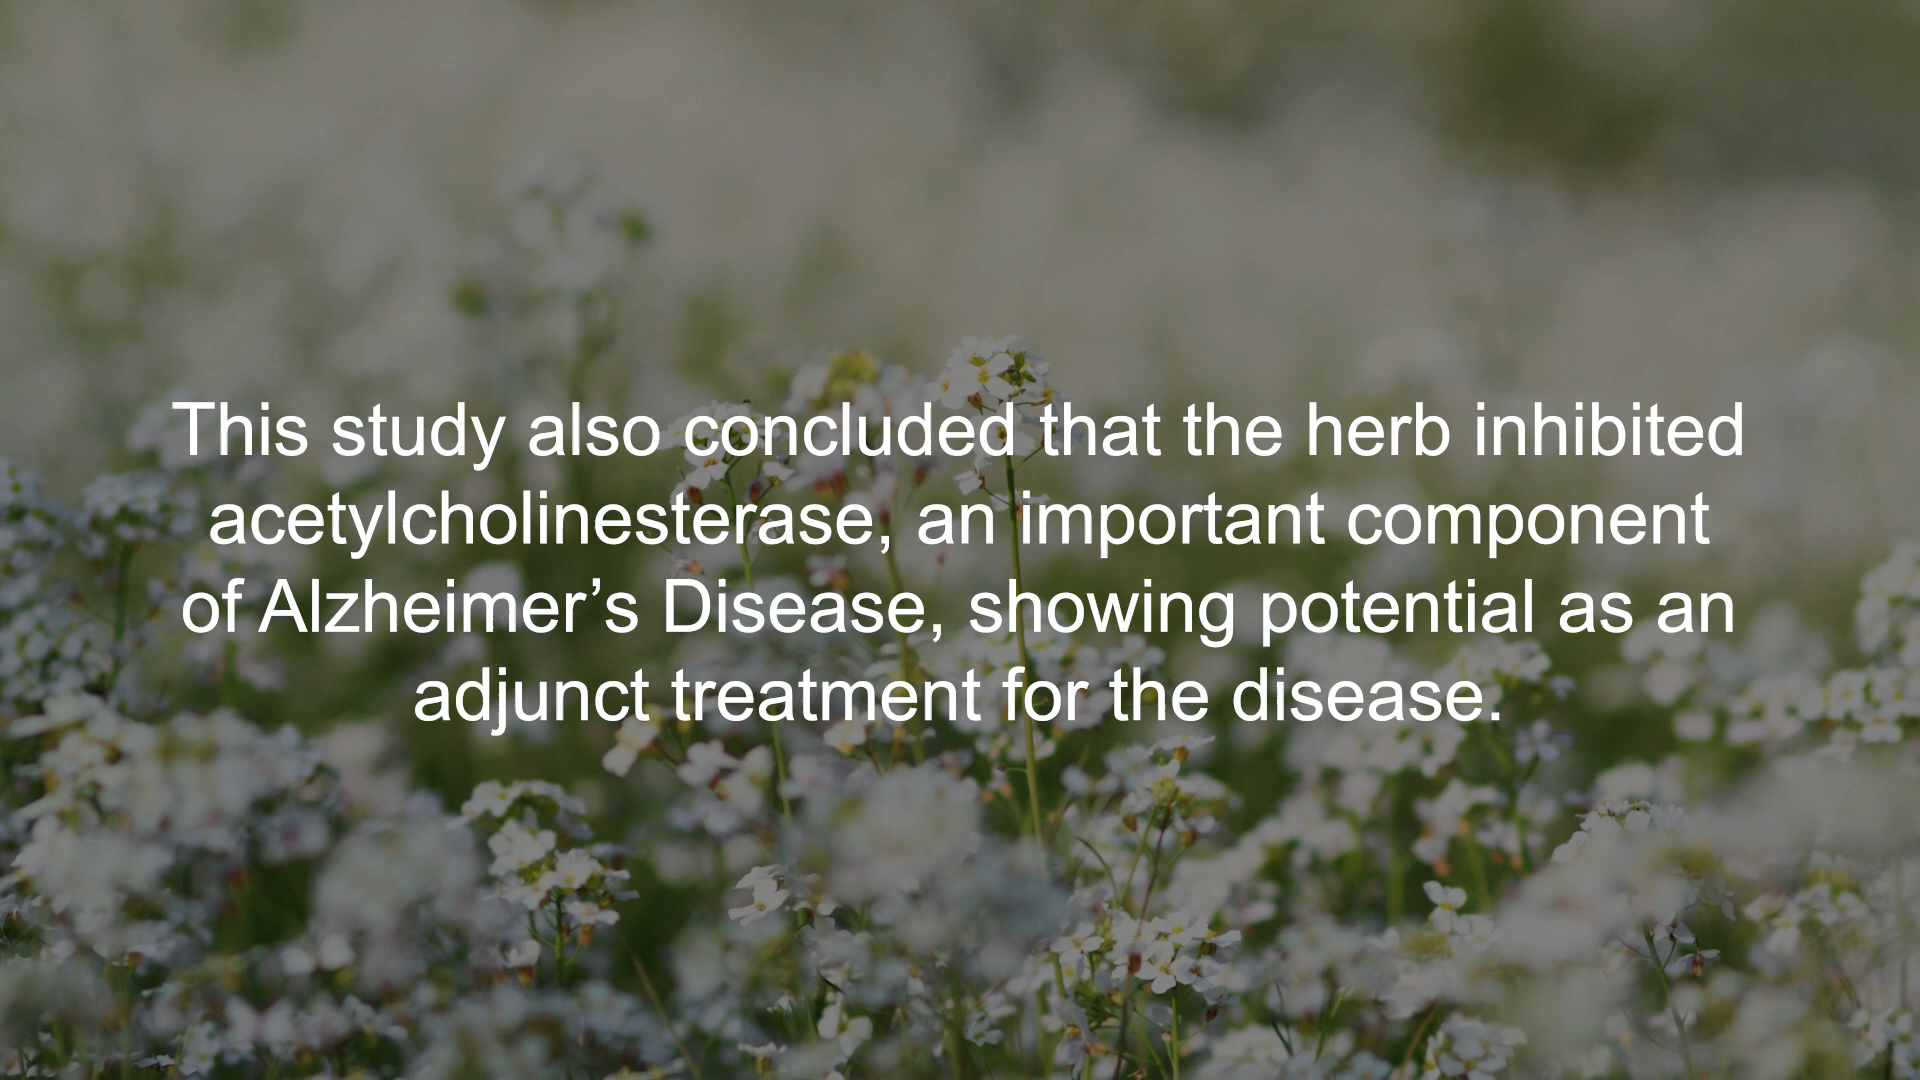 This study also concluded that the herb inhibited
acetylcholinesterase, an important component
of Alzheimer’s Disease, showing potential as an
adjunct treatment for the disease.